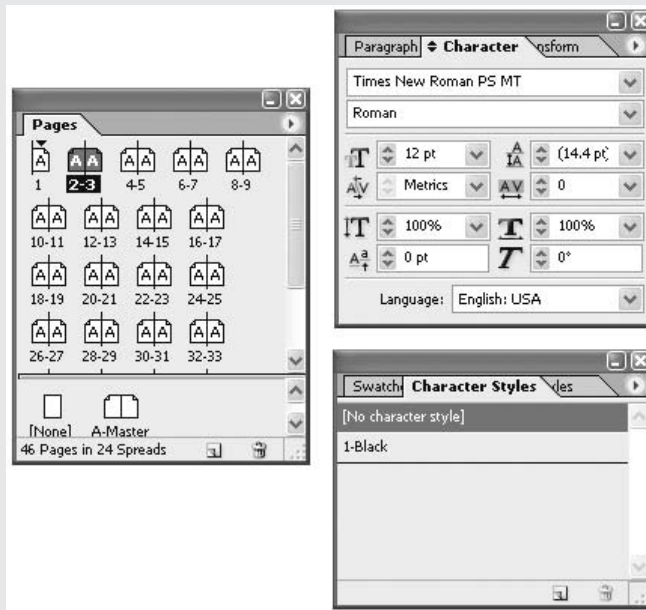 Pages
1 2-3 4-5 6-7 8-9
10-11 12-13 14-15 16-17
18-19 20-21 22-23 24-25
26-27 28-29 30-31 32-33
[None] A-Master
46 Pages in 24 Spreads
Paragraph Character nsform
Times New Roman PS MT
Roman
12 pt (14.4 pt)
Metrics 0
100% 100%
0 pt 0°
Language: English: USA
Swatch Character Styles les
[No character style]
1-Black